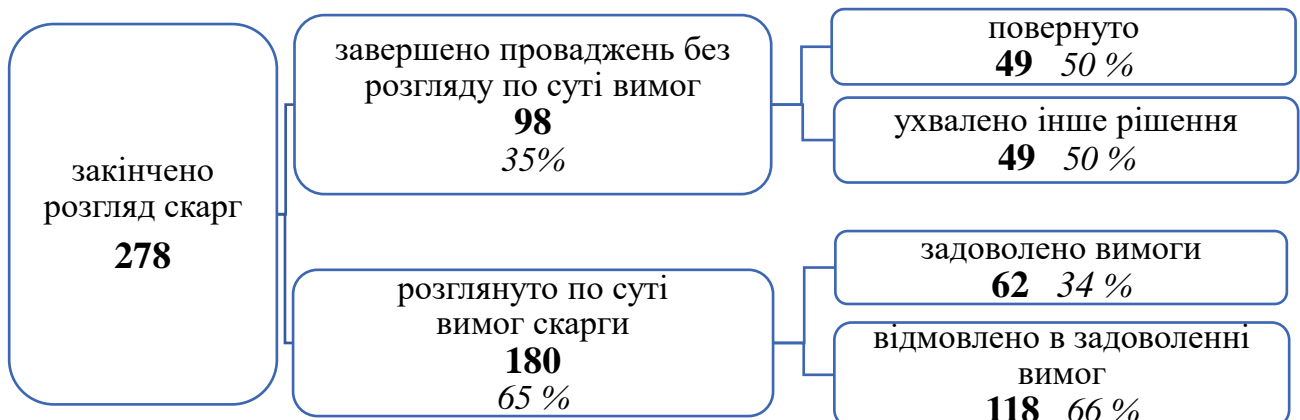 закінчено
розгляд скарг
278
завершено проваджень без
розгляду по суті вимог
98
35%
повернуто
49 50 %
ухвалено інше рішення
49 50 %
розглянуто по суті
вимог скарги
180
65 %
задоволено вимоги
62 34 %
відмовлено в задоволенні
вимог
118 66 %